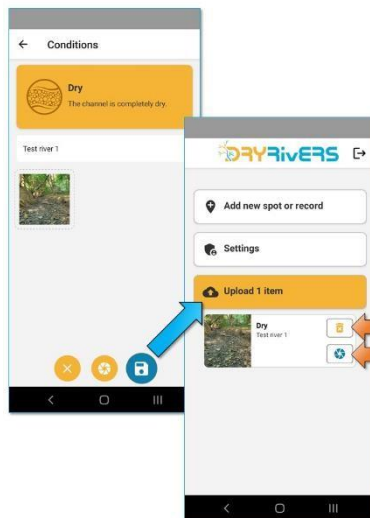 Conditions
Dry
The channel is completely dry.
Test river 1
DRYRivERS
Add new spot or record
Settings
Upload 1 item
Dry
Test river 1